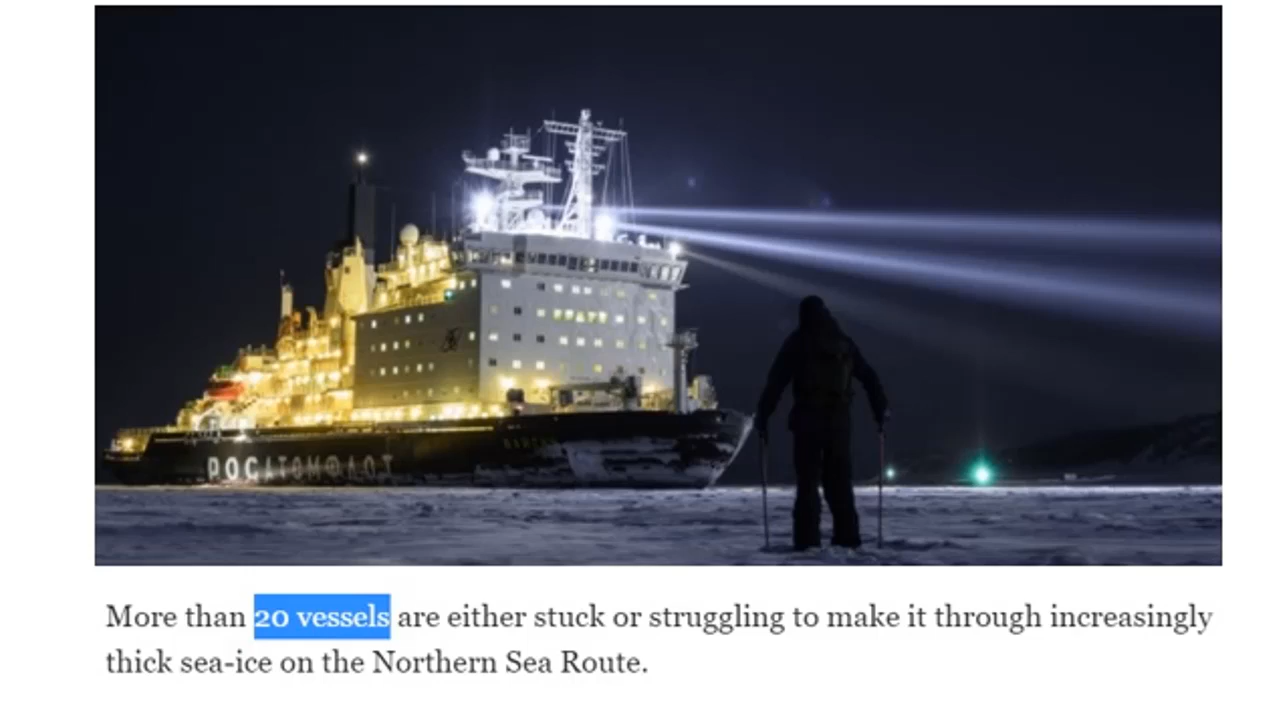 РОСАТОМФЛОТ
More than 20 vessels are either stuck or struggling to make it through increasingly
thick sea-ice on the Northern Sea Route.